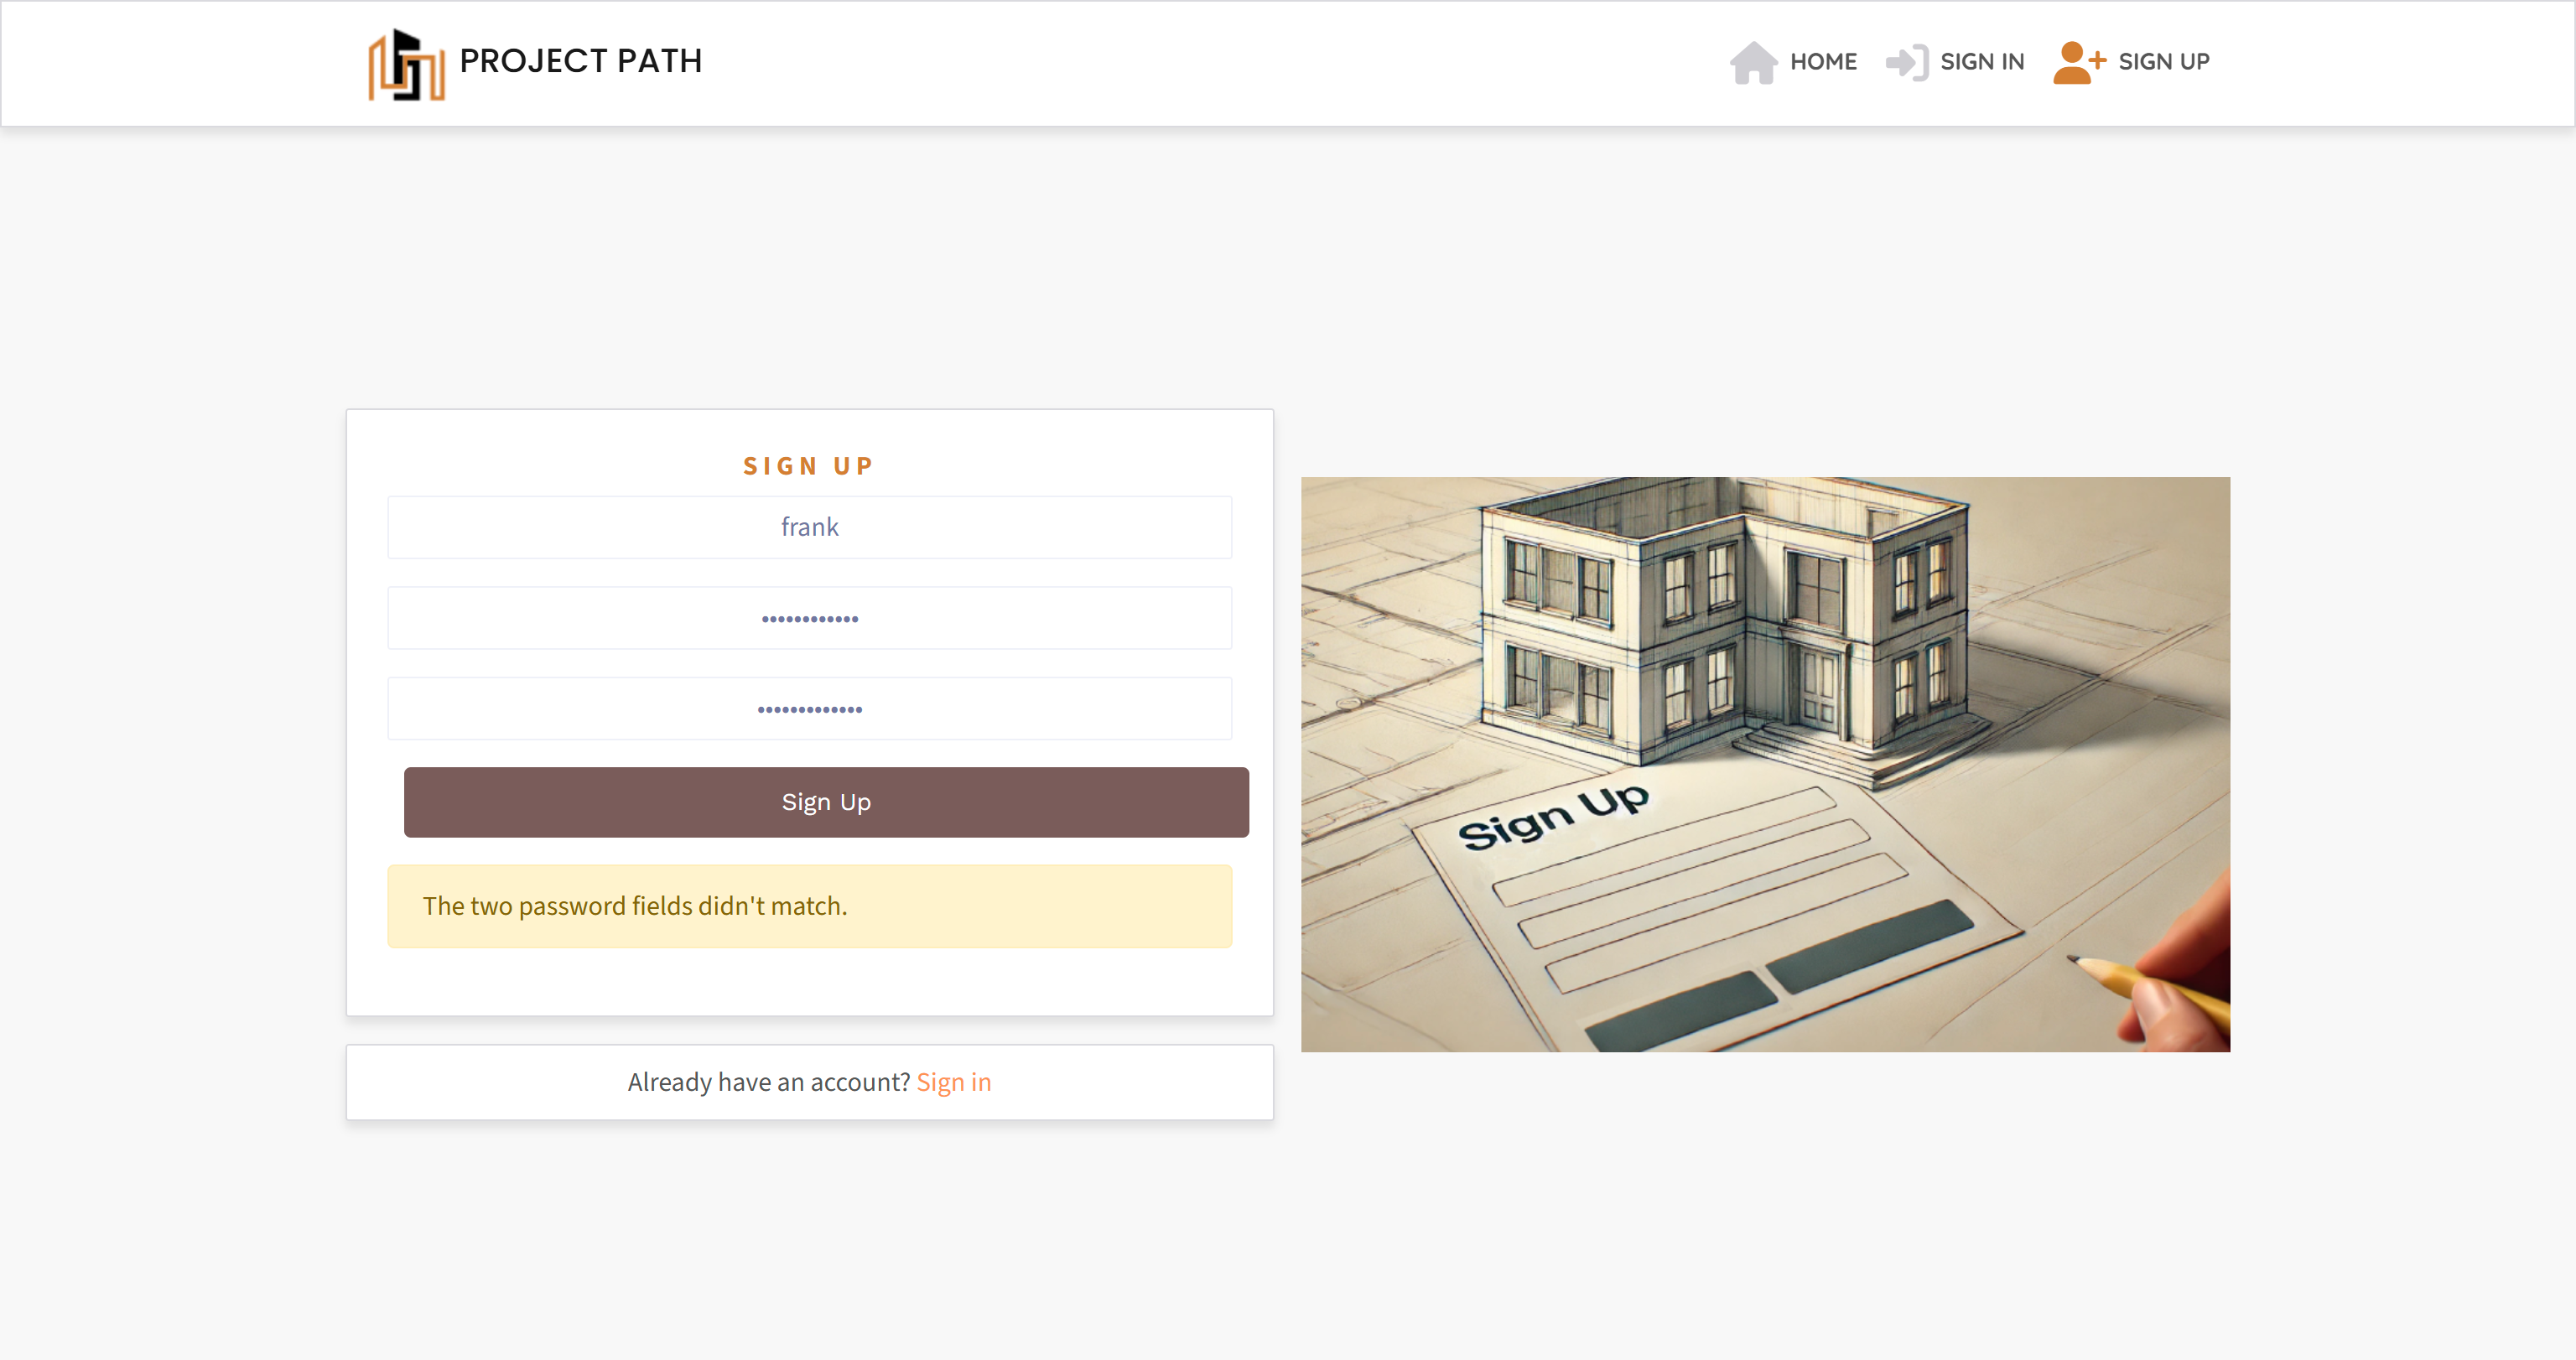 PROJECT PATH
HOME
SIGN IN
SIGN UP
SIGN UP
frank
••••••••••••
•••••••••••••
Sign Up
The two password fields didn't match.
Already have an account? Sign in
Sign Up